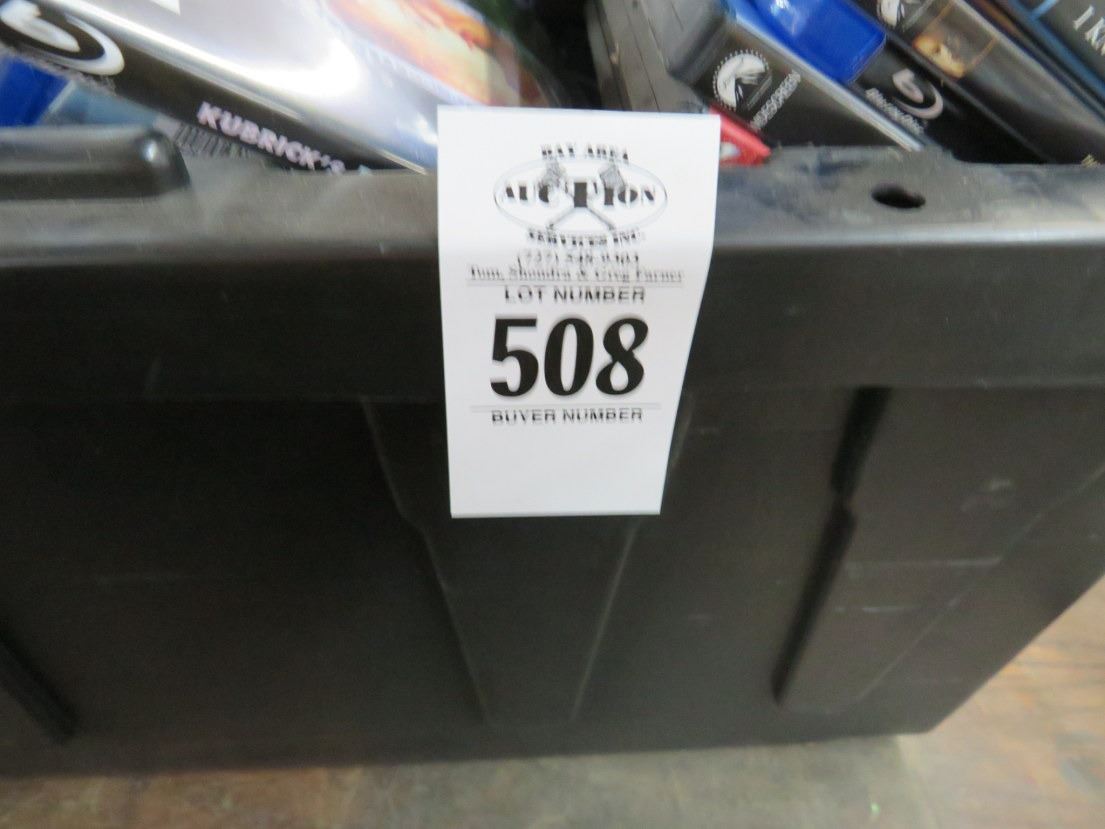 KUBRICK'S
BAY AREA
AUCTION
SERVICES INC.
Tom, Shondra & Greg Farner
LOT NUMBER
508
BUYER NUMBER